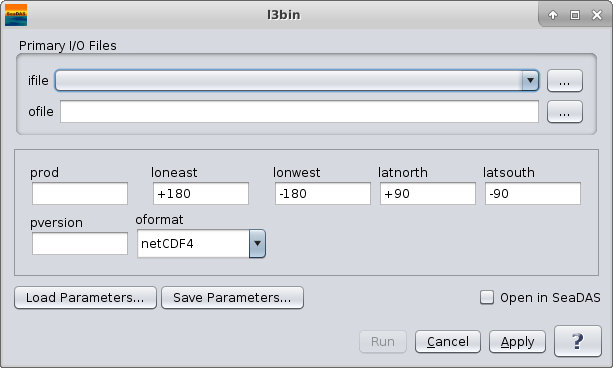 SeaDAS
l3bin
Primary I/O Files
ifile
...
ofile
...
prod loneast lonwest latnorth latsouth
+180 -180 +90 -90
pversion oformat
netCDF4
Load Parameters... Save Parameters... Open in SeaDAS
Run Cancel Apply ?